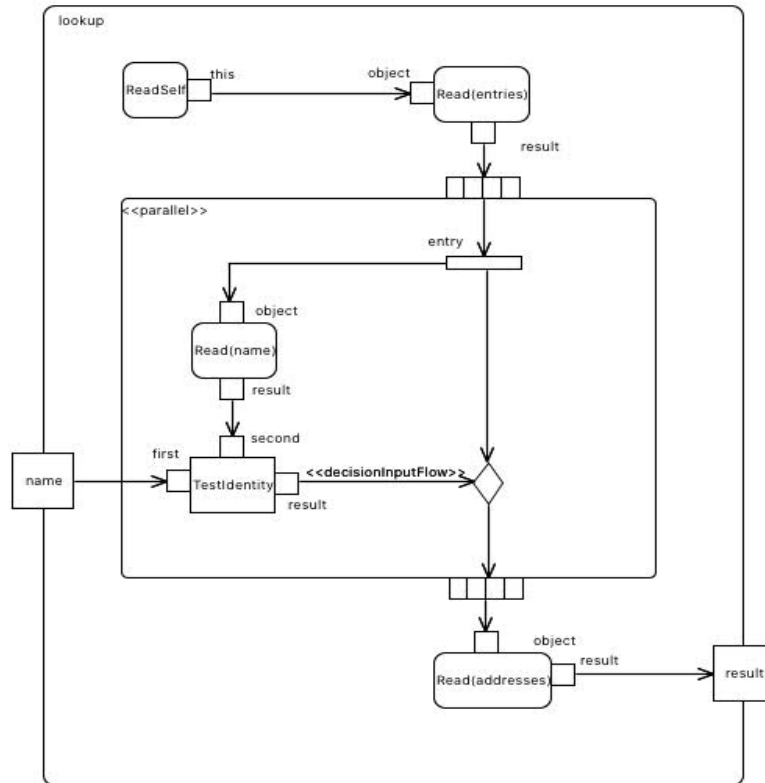 lookup
this
object
ReadSelf
Read(entries)
result
<<parallel>>
entry
object
Read(name)
result
second
first
<<decisionInputFlow>>
name
TestIdentity
result
object
result
Read(addresses)
result